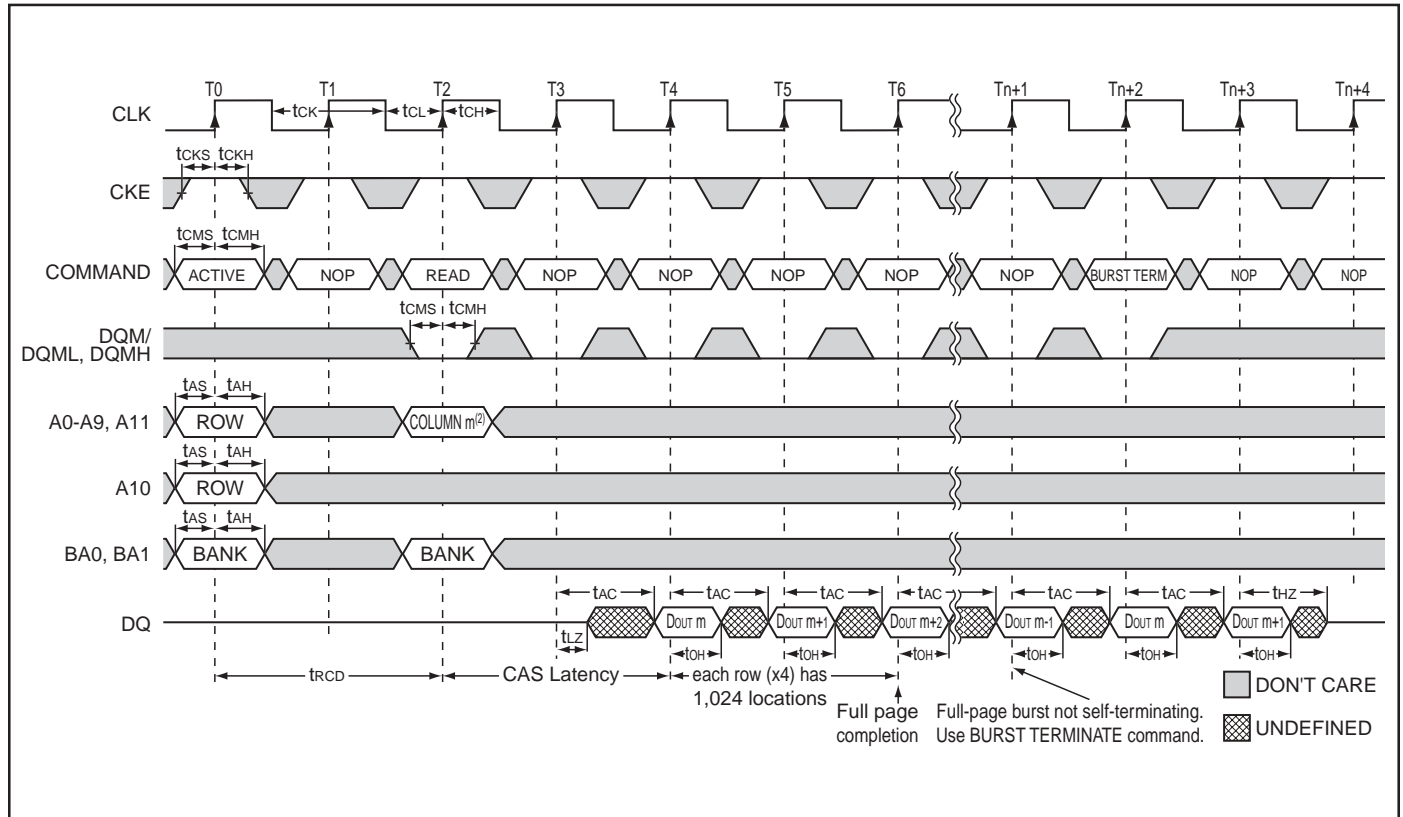 T0 T1 T2 T3 T4 T5 T6 Tn+1 Tn+2 Tn+3 Tn+4
CLK tCK tCL tCH
tCKS tCKH
CKE
tCMS tCMH
COMMAND ACTIVE NOP READ NOP NOP NOP NOP NOP BURST TERM NOP NOP
tCMS tCMH
DQM/
DQML, DQMH
tAS tAH
A0-A9, A11 ROW COLUMN m(2)
tAS tAH
A10 ROW
tAS tAH
BA0, BA1 BANK BANK
tAC tAC tAC tAC tAC tAC tHZ
DQ DOUT m DOUT m+1 DOUT m+2 DOUT m-1 DOUT m DOUT m+1
tLZ tOH tOH tOH tOH tOH tOH
tRCD CAS Latency each row (x4) has
1,024 locations
Full page
completion
Full-page burst not self-terminating.
Use BURST TERMINATE command.
DON'T CARE
UNDEFINED